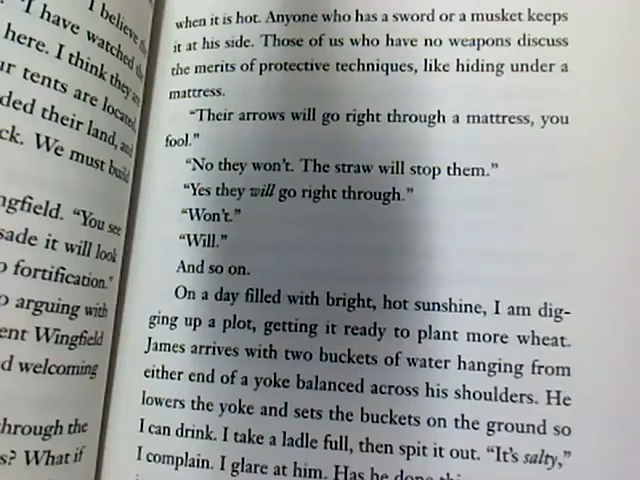 I believe
"I have watched
here. I think they are
ur tents are located
ded their land, and
ck. We must build
ngfield. "You see
sade it will look
o fortification."
o arguing with
ent Wingfield
d welcoming
hrough the
s? What if
when it is hot. Anyone who has a sword or a musket keeps
it at his side. Those of us who have no weapons discuss
the merits of protective techniques, like hiding under a
mattress.
"Their arrows will go right through a mattress, you
fool."
"No they won't. The straw will stop them."
"Yes they will go right through."
"Won't."
"Will."
And so on.
On a day filled with bright, hot sunshine, I am dig-
ging up a plot, getting it ready to plant more wheat.
James arrives with two buckets of water hanging from
either end of a yoke balanced across his shoulders. He
lowers the yoke and sets the buckets on the ground so
I can drink. I take a ladle full, then spit it out. "It's salty,"
I complain. I glare at him. Has he done